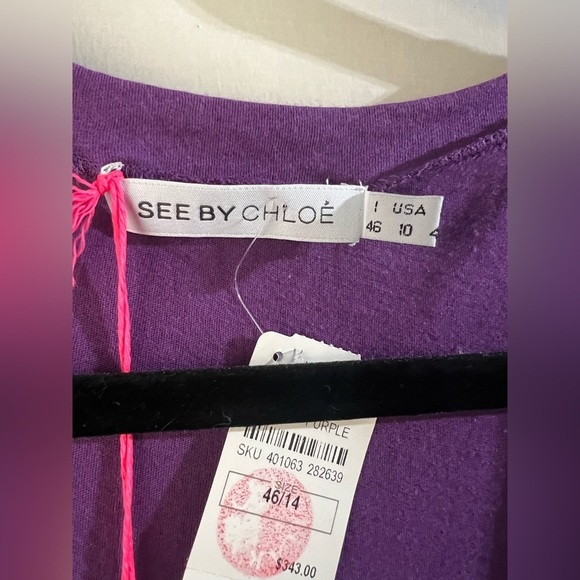 SEE BY CHLOÉ
I USA
46 10 4
PURPLE
SKU 401063 282639
SIZE
46/14
$343.00